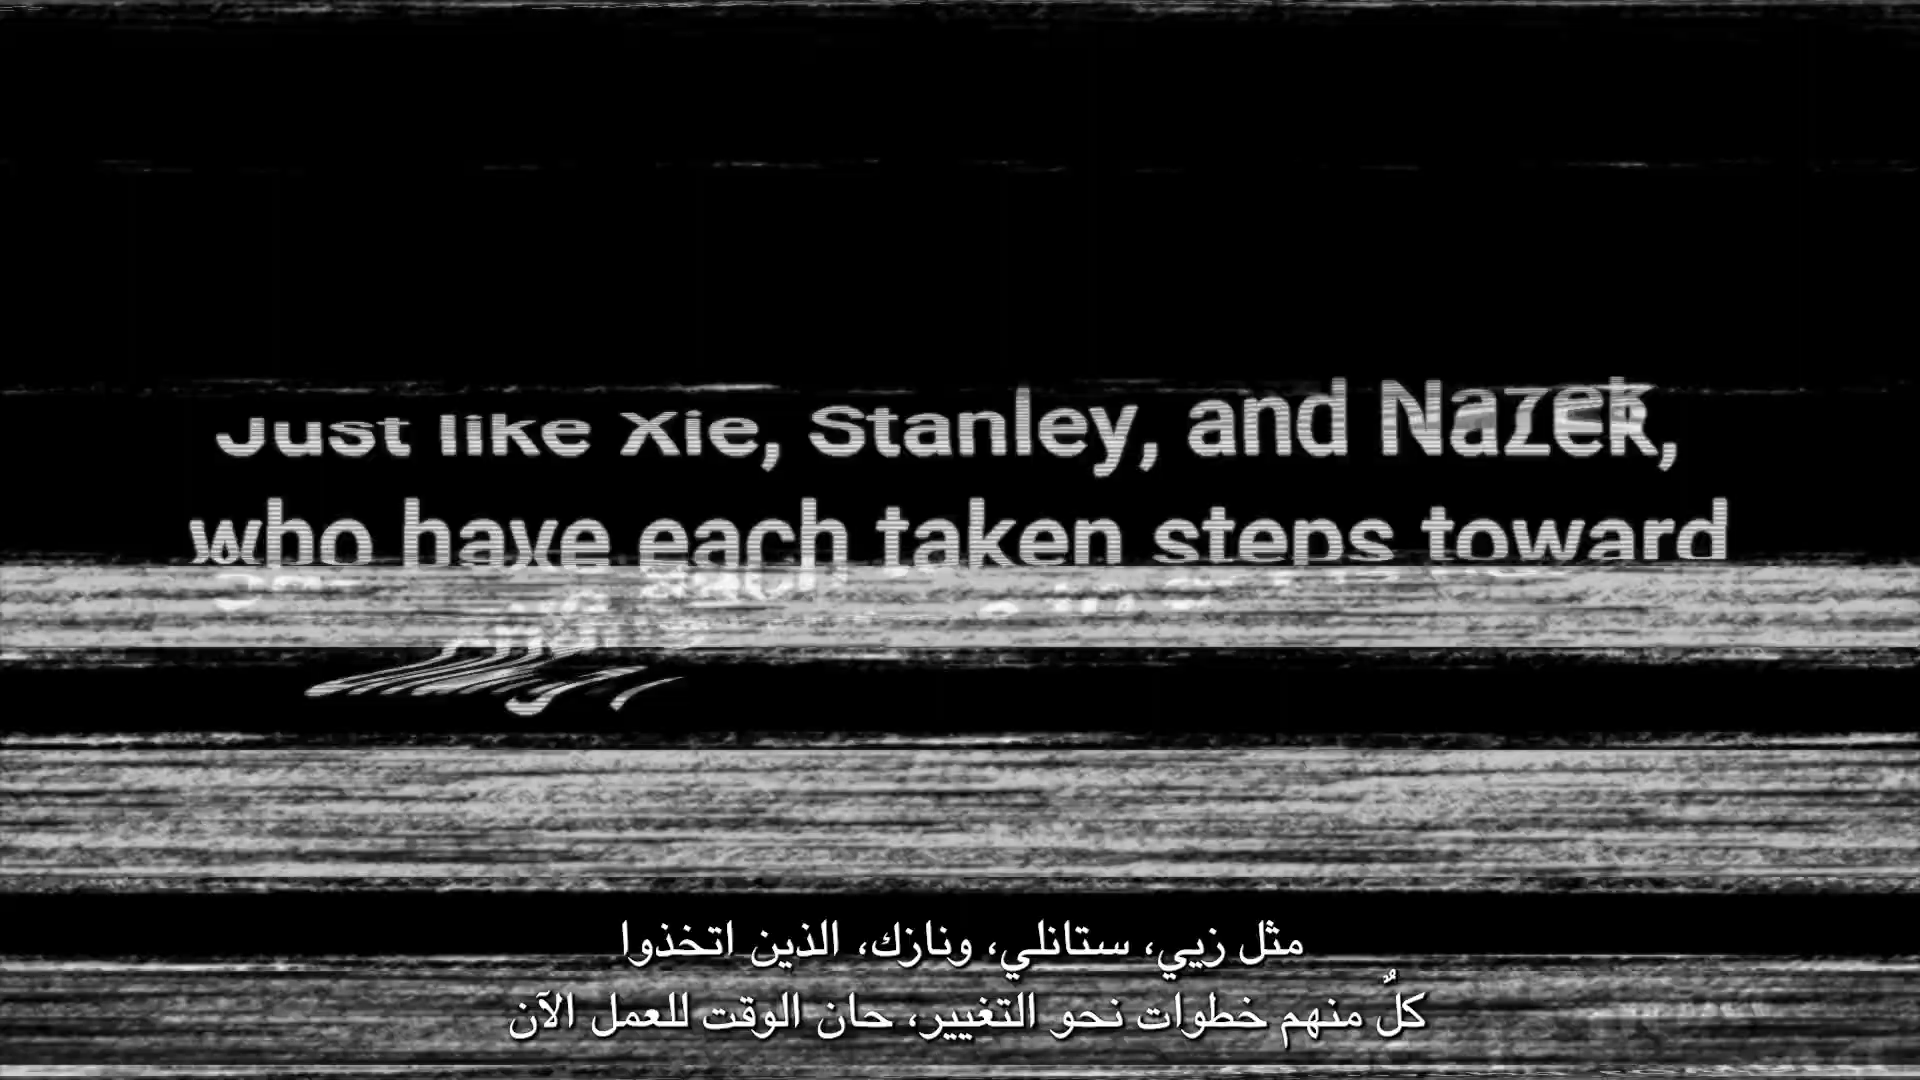 Just like Xie, Stanley, and Nazek,
who have each taken steps toward
مثل زيي، ستانلي، ونازك، الذين اتخذوا
كلٌ منهم خطوات نحو التغيير، حان الوقت للعمل الآن